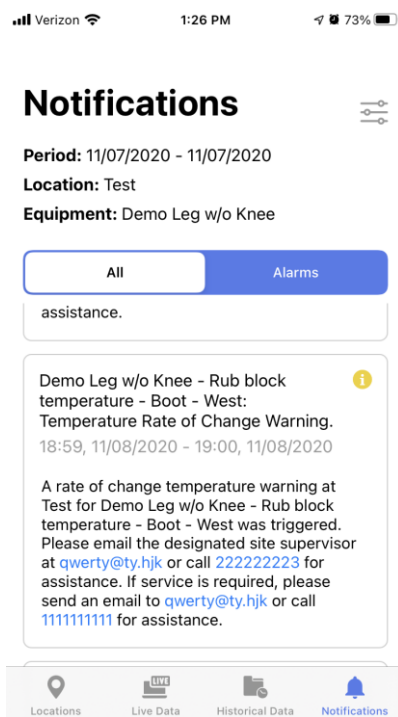 Verizon 1:26 PM 73%
Notifications
Period: 11/07/2020 - 11/07/2020
Location: Test
Equipment: Demo Leg w/o Knee
All Alarms
assistance.
Demo Leg w/o Knee - Rub block
temperature - Boot - West:
Temperature Rate of Change Warning.
18:59, 11/08/2020 - 19:00, 11/08/2020
A rate of change temperature warning at
Test for Demo Leg w/o Knee - Rub block
temperature - Boot - West was triggered.
Please email the designated site supervisor
at qwerty@ty.hjk or call 222222223 for
assistance. If service is required, please
send an email to qwerty@ty.hjk or call
1111111111 for assistance.
LIVE
Locations Live Data Historical Data Notifications